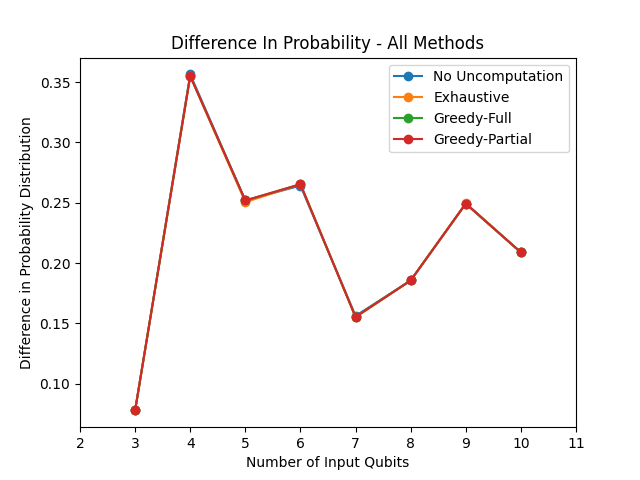 Difference In Probability - All Methods
No Uncomputation
Exhaustive
Greedy-Full
Greedy-Partial
Difference in Probability Distribution
0.35
0.30
0.25
0.20
0.15
0.10
2 3 4 5 6 7 8 9 10 11
Number of Input Qubits